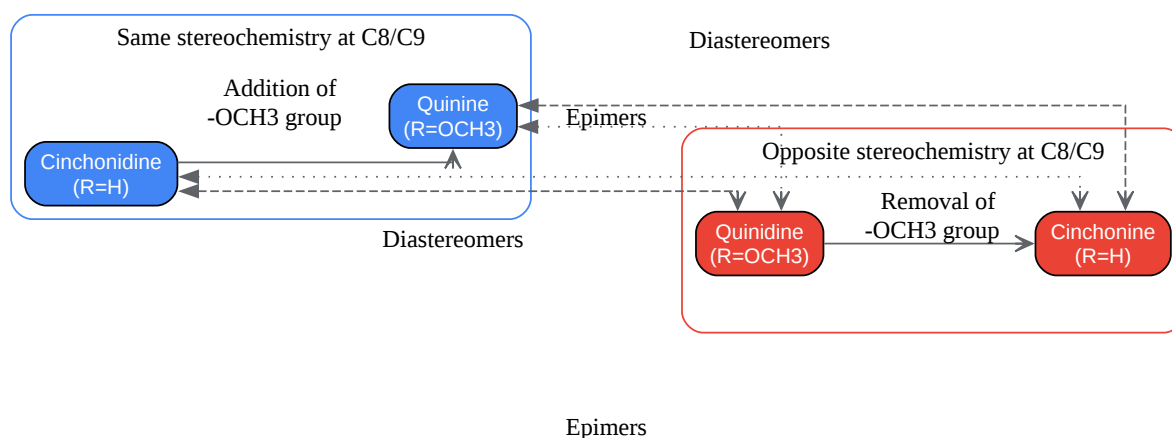 Same stereochemistry at C8/C9
Diastereomers
Addition of
-OCH3 group
Quinine
(R=OCH3)
Epimers
Cinchonidine
(R=H)
Opposite stereochemistry at C8/C9
Removal of
-OCH3 group
Diastereomers
Quinidine
(R=OCH3)
Cinchonine
(R=H)
Epimers